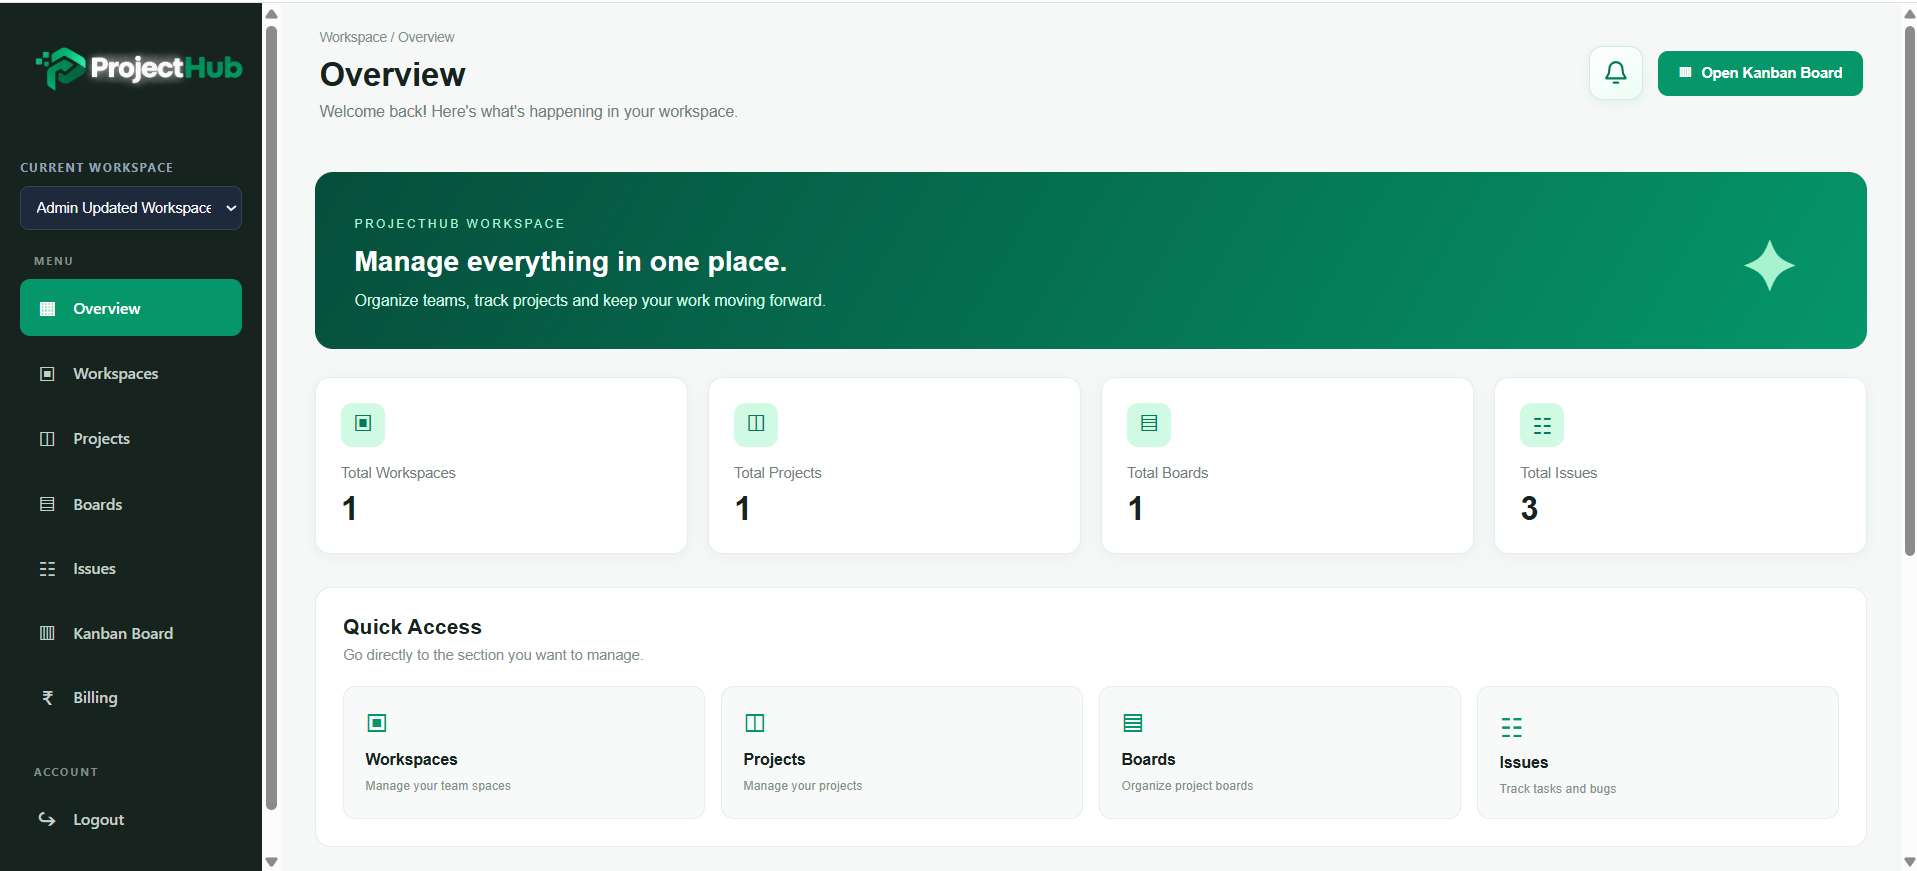 ProjectHub
CURRENT WORKSPACE
Admin Updated Workspace
MENU
Overview
Workspaces
Projects
Boards
Issues
Kanban Board
₹ Billing
ACCOUNT
Logout
Workspace / Overview
Overview
Welcome back! Here's what's happening in your workspace.
Open Kanban Board
PROJECTHUB WORKSPACE
Manage everything in one place.
Organize teams, track projects and keep your work moving forward.
Total Workspaces
1
Total Projects
1
Total Boards
1
Total Issues
3
Quick Access
Go directly to the section you want to manage.
Workspaces
Manage your team spaces
Projects
Manage your projects
Boards
Organize project boards
Issues
Track tasks and bugs